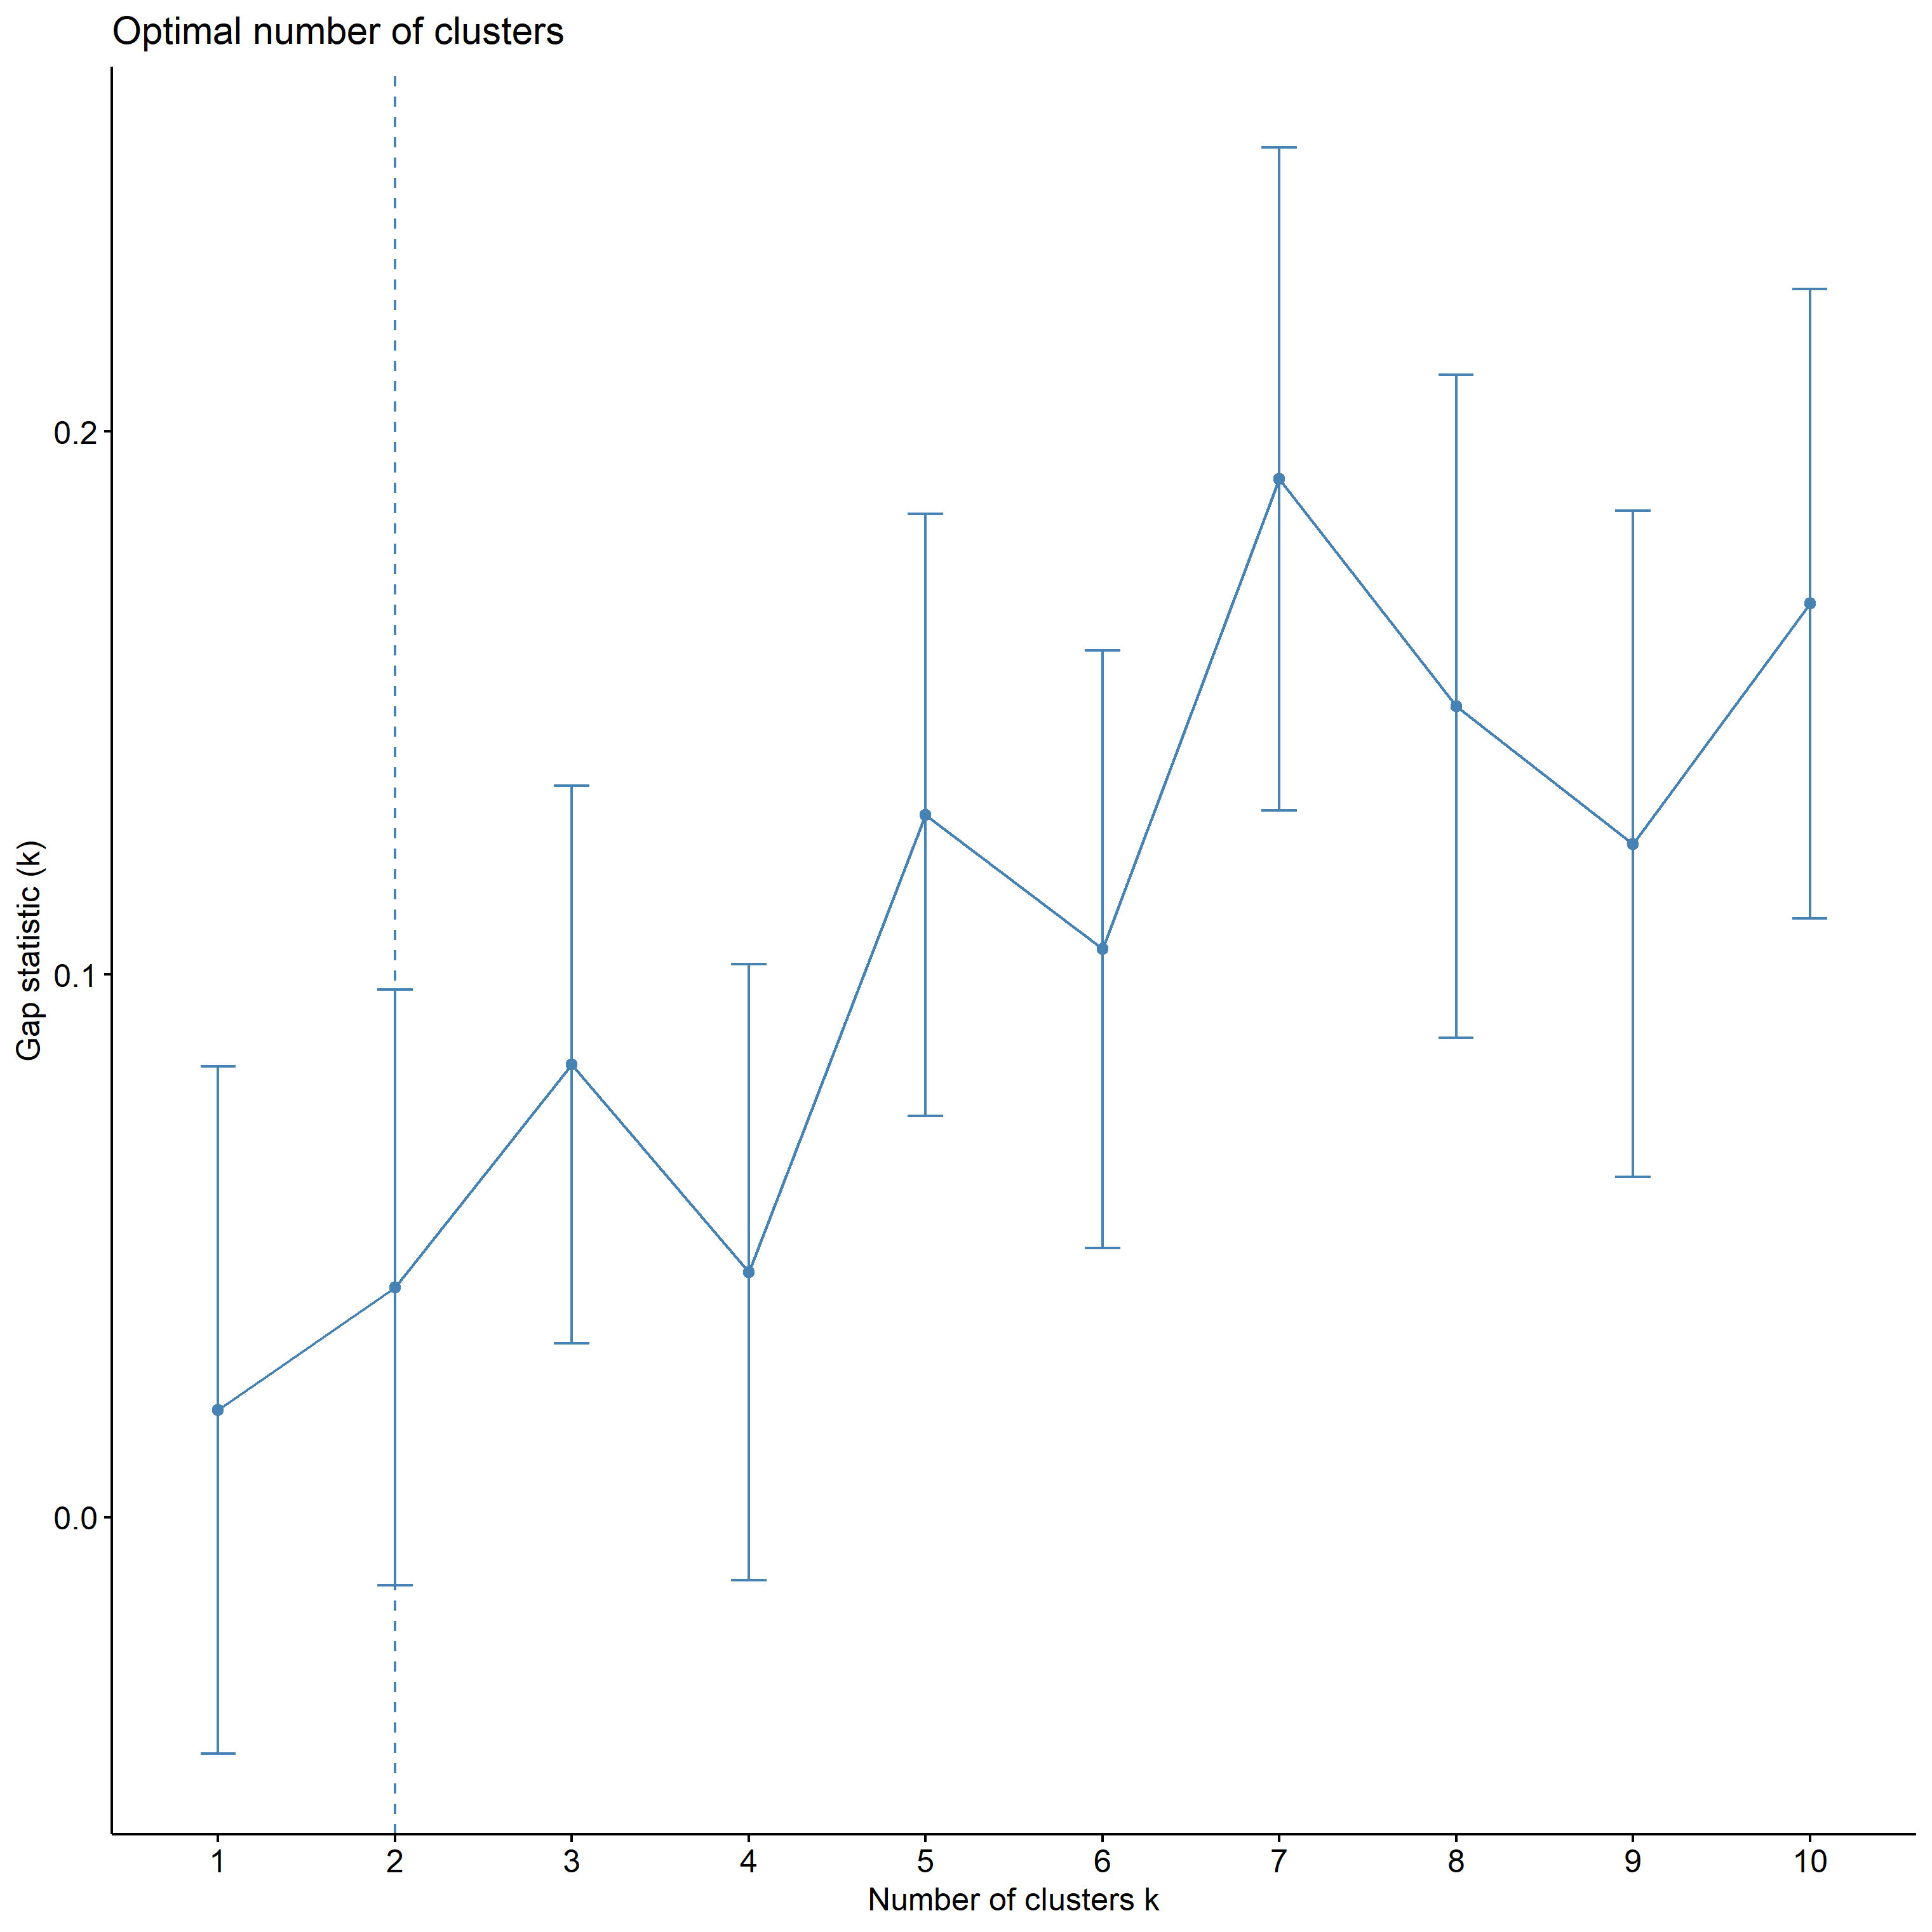 Optimal number of clusters
Gap statistic (k)
0.2
0.1
0.0
1 2 3 4 5 6 7 8 9 10
Number of clusters k